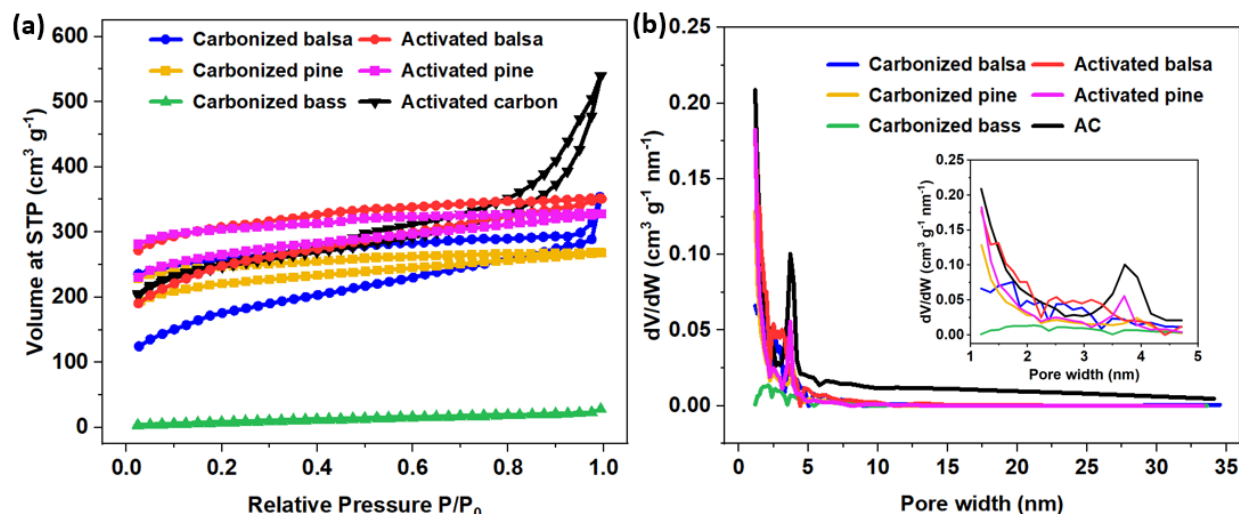 (a)
600
500
400
300
200
100
0
Volume at STP (cm³ g⁻¹)
Carbonized balsa Activated balsa
Carbonized pine Activated pine
Carbonized bass Activated carbon
0.0 0.2 0.4 0.6 0.8 1.0
Relative Pressure P/P₀
(b)
0.25
0.20
0.15
0.10
0.05
0.00
dV/dW (cm³ g⁻¹ nm⁻¹)
Carbonized balsa Activated balsa
Carbonized pine Activated pine
Carbonized bass AC
0.25
0.20
0.15
0.10
0.05
0.00
dV/dW (cm³ g⁻¹ nm⁻¹)
1 2 3 4 5
Pore width (nm)
0 5 10 15 20 25 30 35
Pore width (nm)